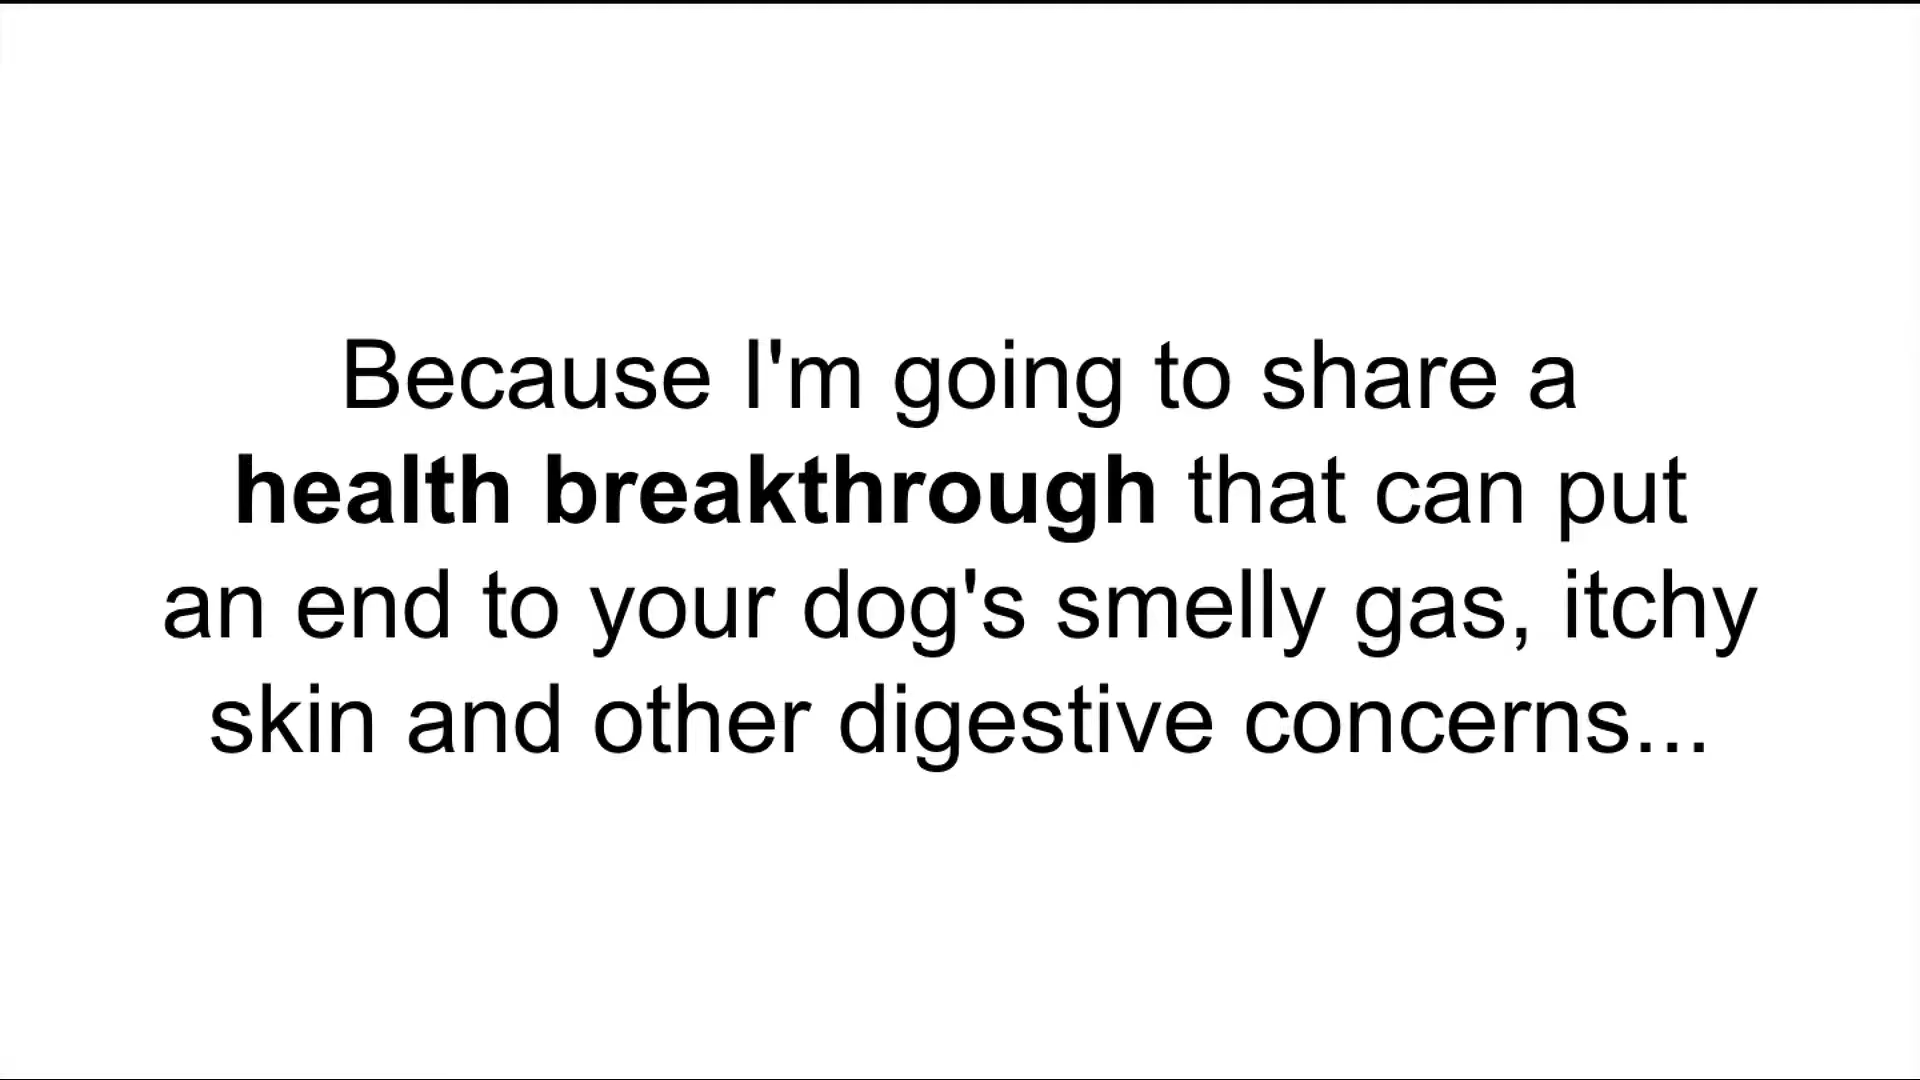 Because I'm going to share a
health breakthrough that can put
an end to your dog's smelly gas, itchy
skin and other digestive concerns...